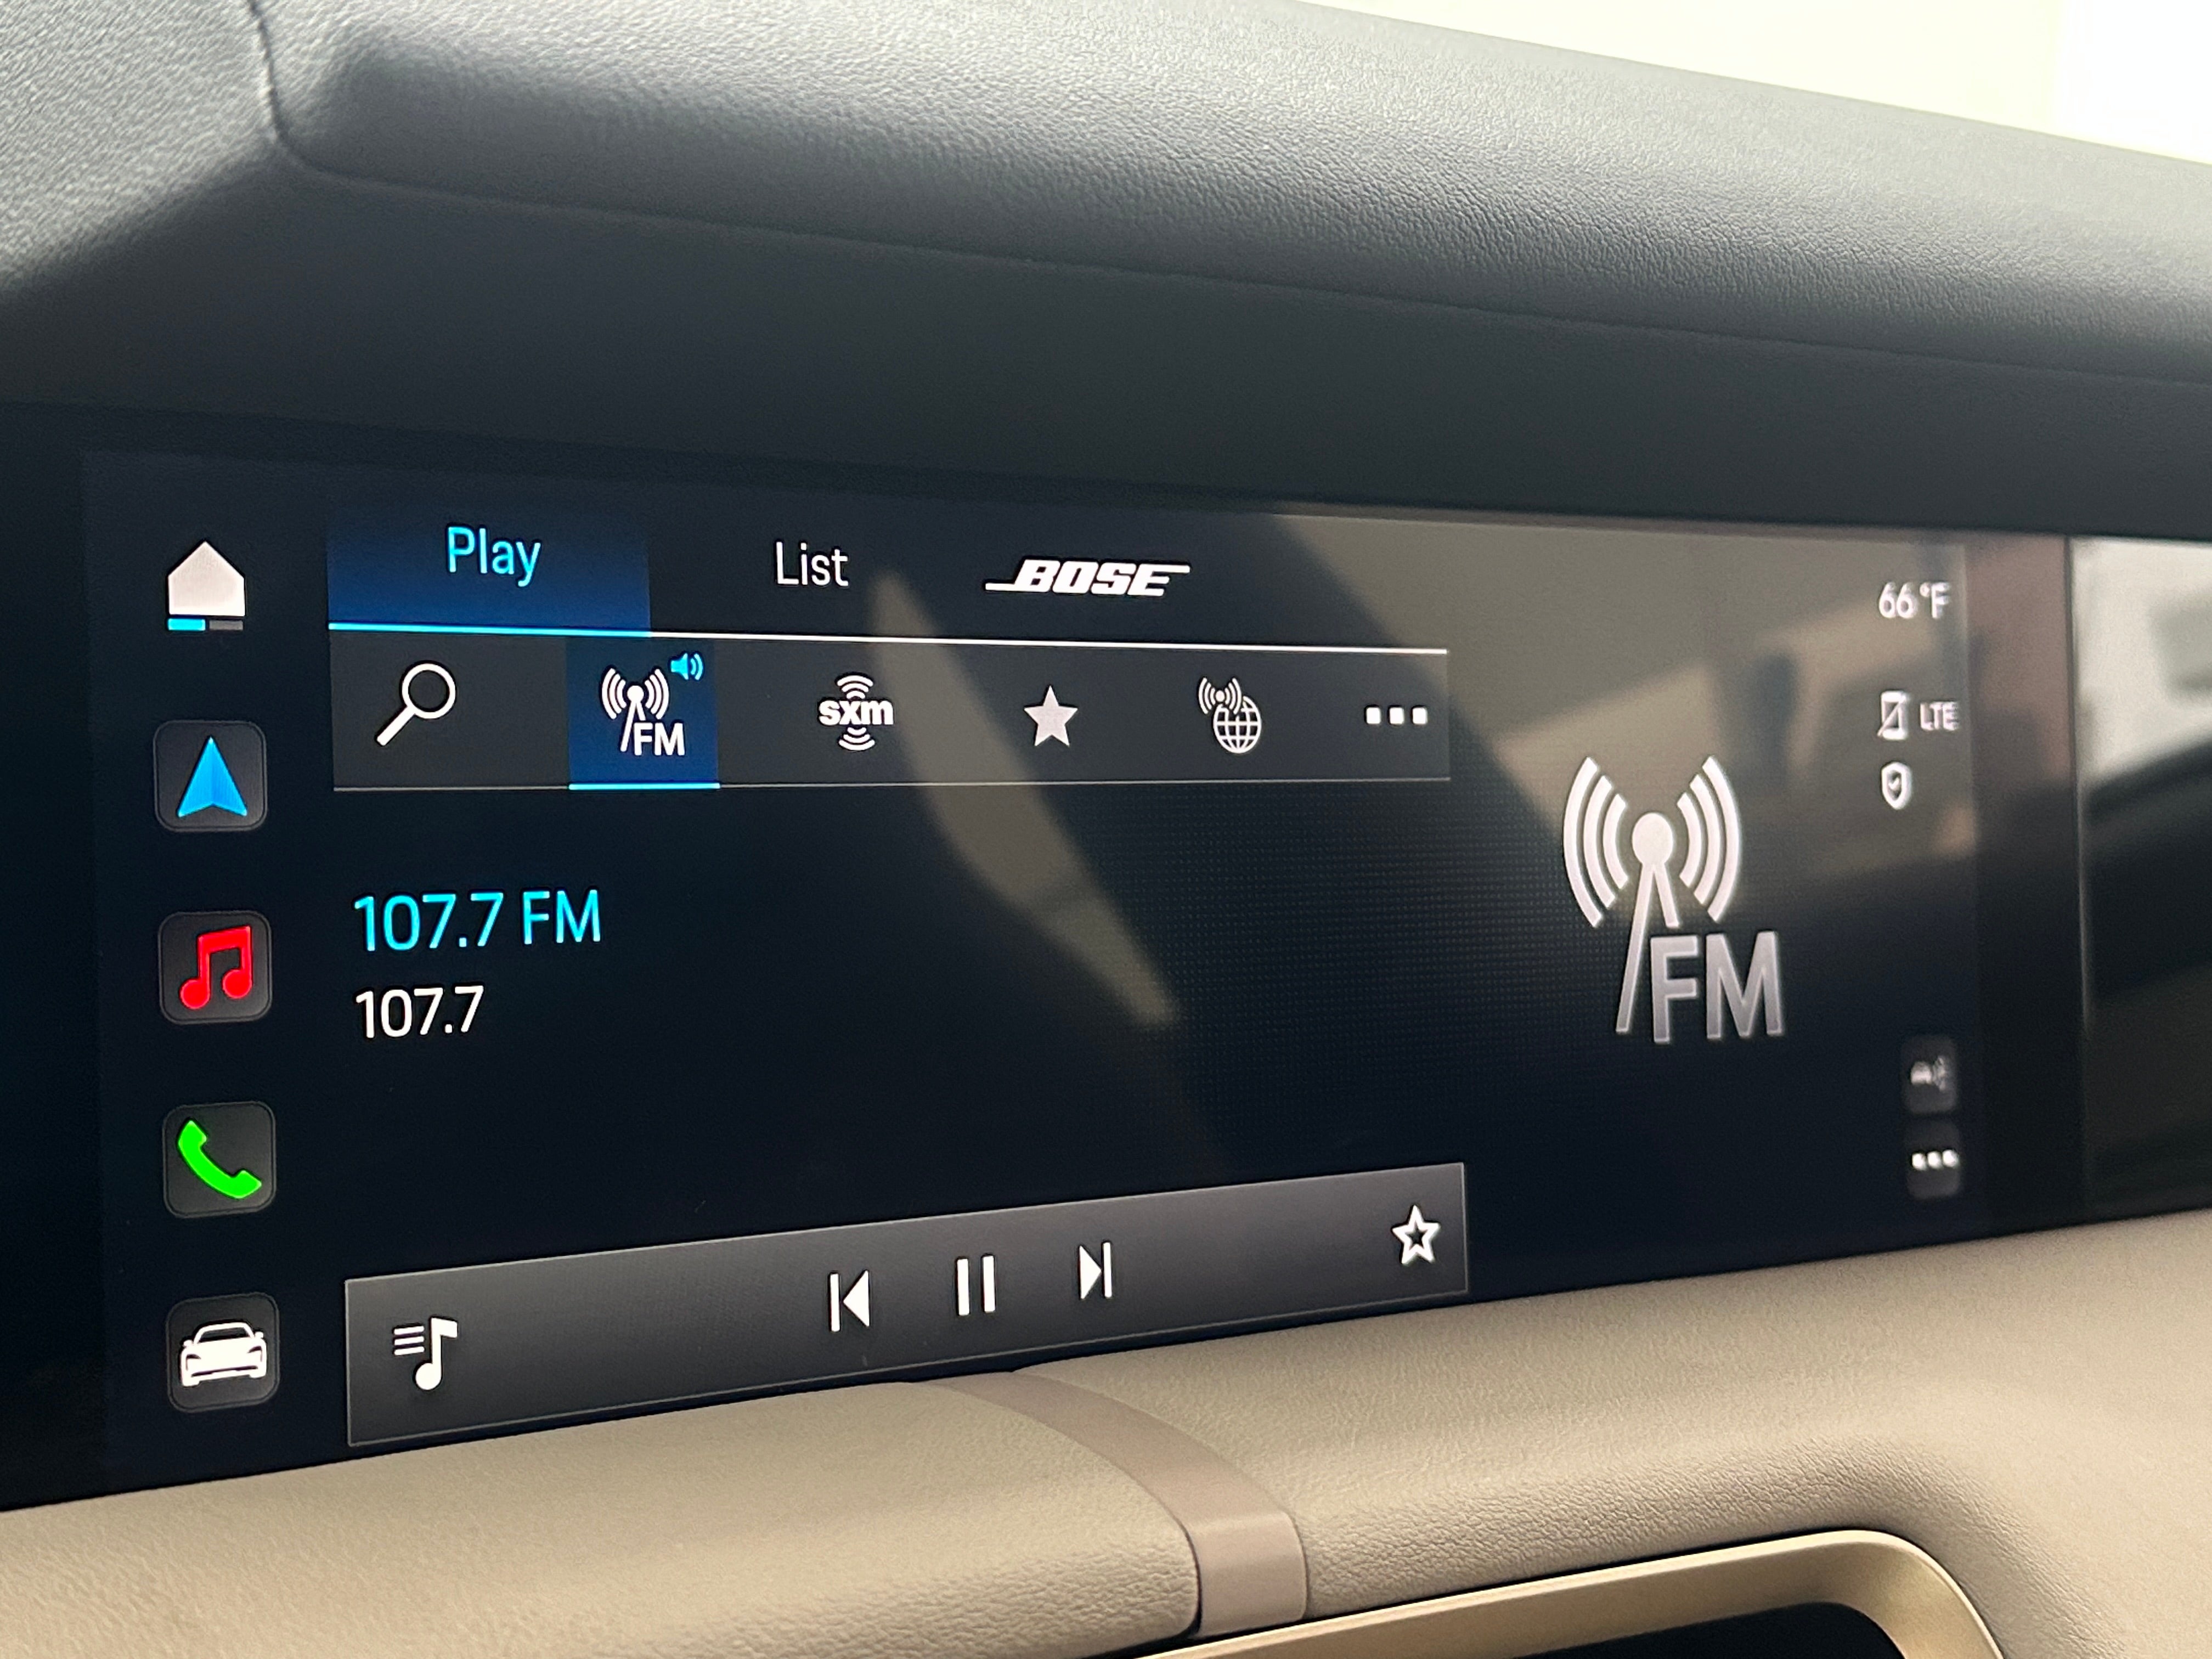 Play
List
BOSE
66°F
FM
sxm
LTE
107.7 FM
107.7
FM